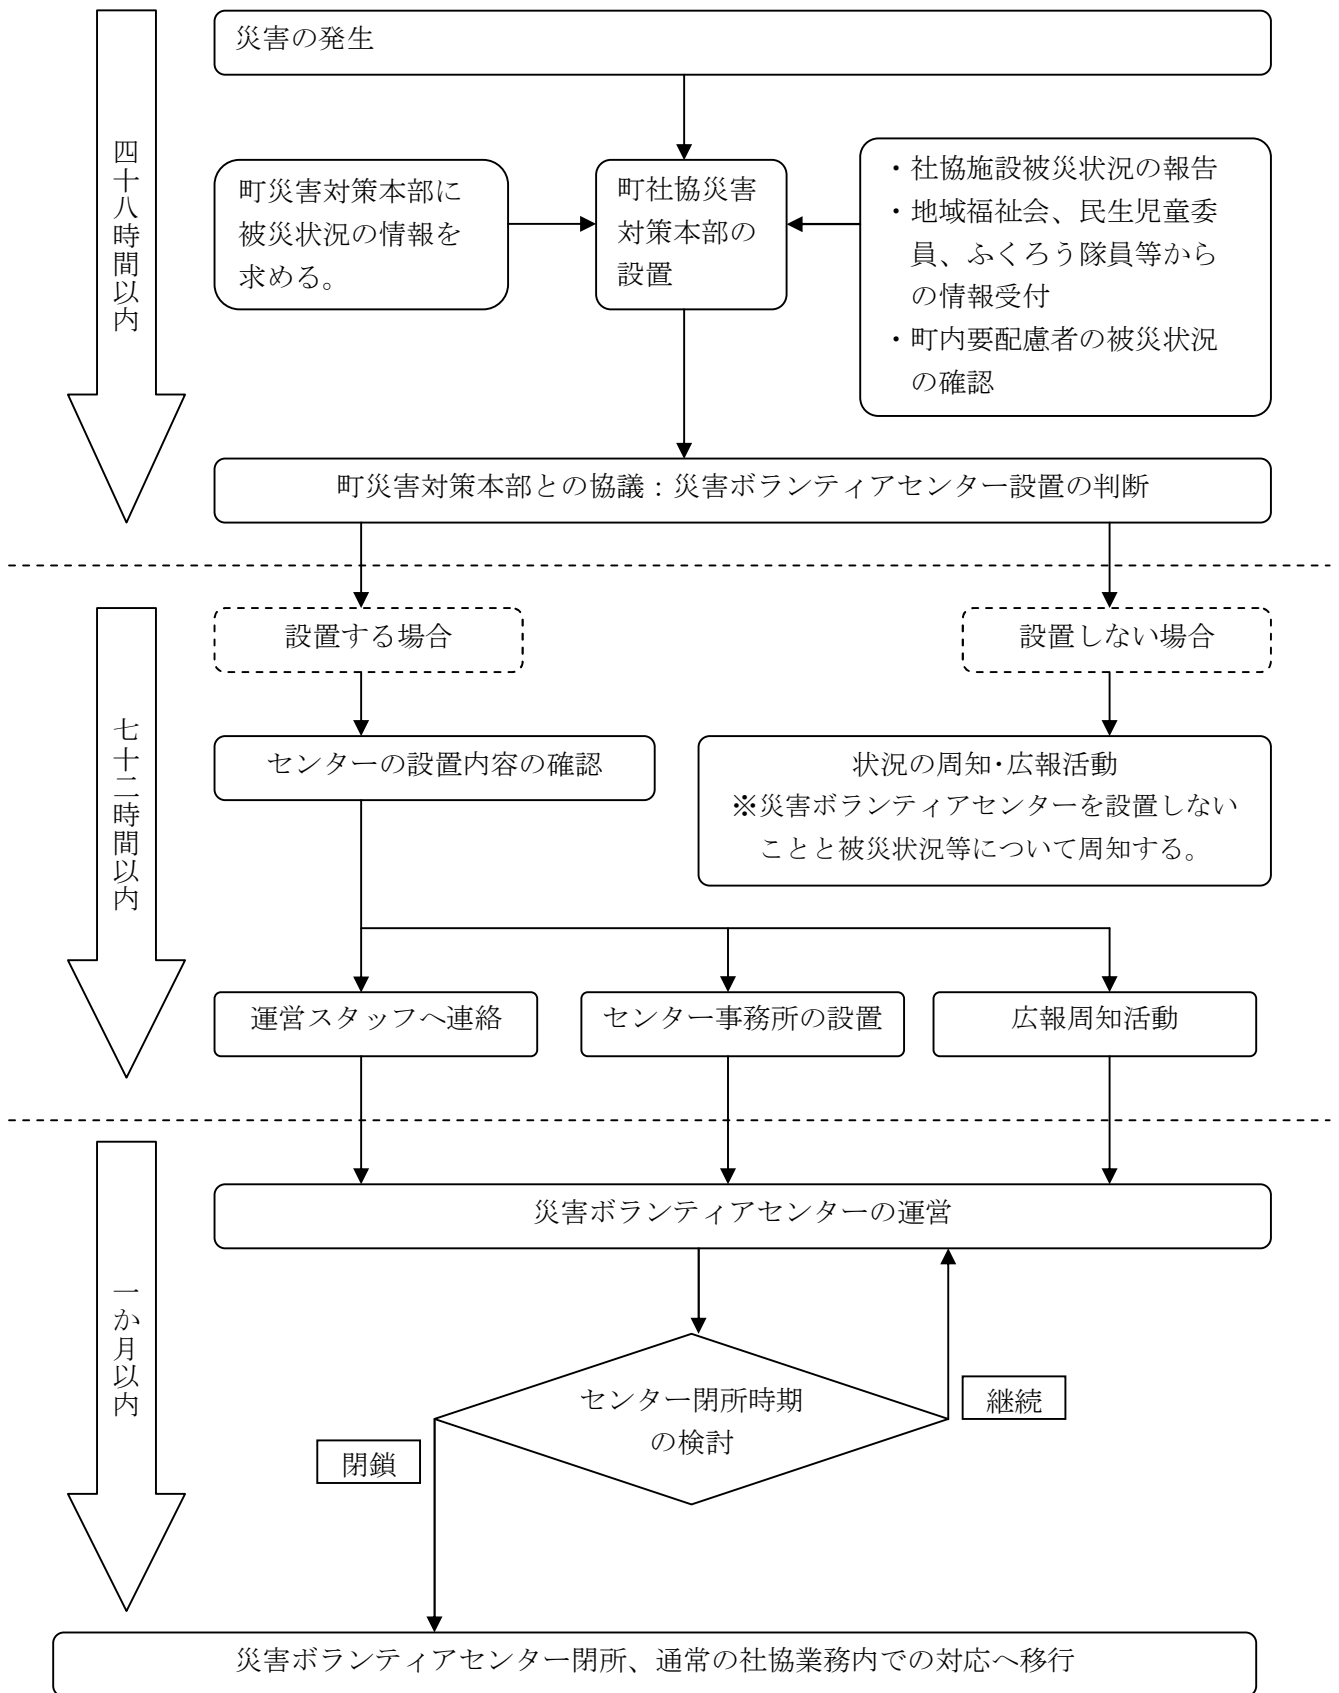 災害の発生
四十八時間以内
町災害対策本部に
被災状況の情報を
求める。
町社協災害
対策本部の
設置
・社協施設被災状況の報告
・地域福祉会、民生児童委
員、ふくろう隊員等から
の情報受付
・町内要配慮者の被災状況
の確認
町災害対策本部との協議：災害ボランティアセンター設置の判断
七十二時間以内
設置する場合
設置しない場合
センターの設置内容の確認
状況の周知･広報活動
※災害ボランティアセンターを設置しない
ことと被災状況等について周知する。
運営スタッフへ連絡
センター事務所の設置
広報周知活動
一か月以内
災害ボランティアセンターの運営
センター閉所時期
の検討
継続
閉鎖
災害ボランティアセンター閉所、通常の社協業務内での対応へ移行